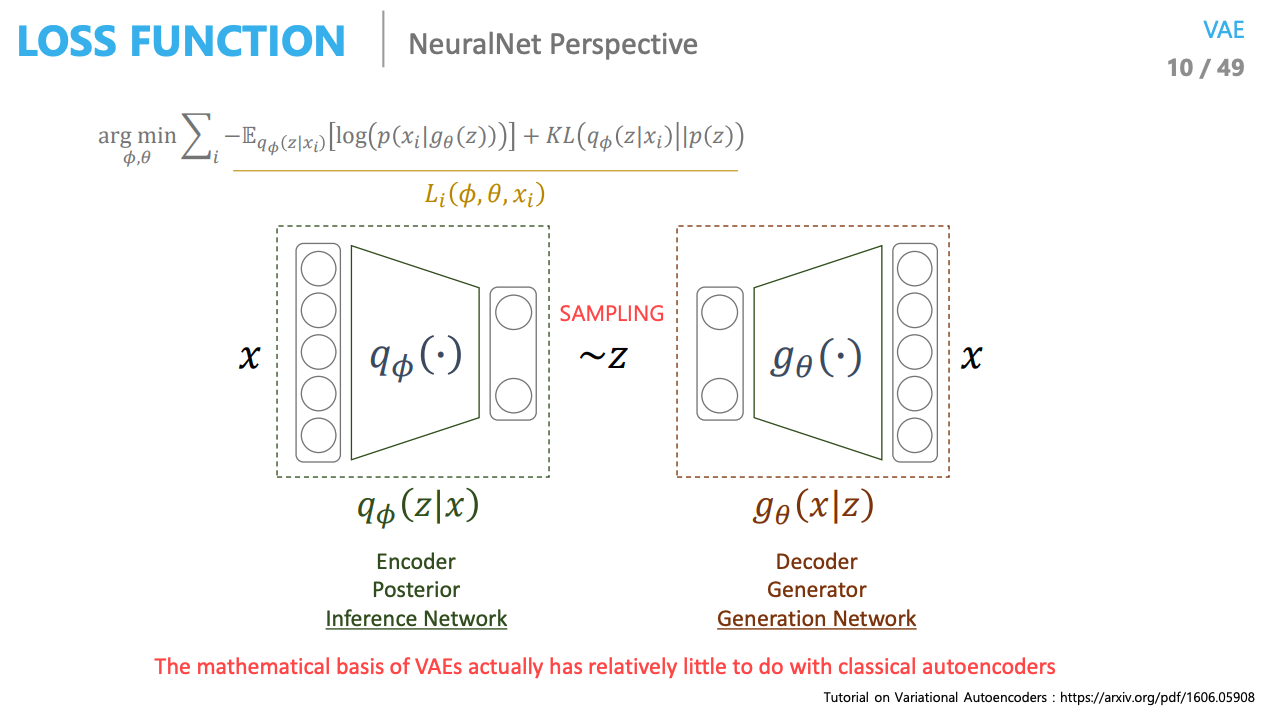 LOSS FUNCTION
NeuralNet Perspective
VAE
10 / 49
arg min ∑ᵢ −𝔼_{qϕ(z|xᵢ)}[log(p(xᵢ|gθ(z)))] + KL(qϕ(z|xᵢ)||p(z))
ϕ,θ
Lᵢ(ϕ, θ, xᵢ)
SAMPLING
x
qϕ(·)
~z
gθ(·)
x
qϕ(z|x)
Encoder
Posterior
Inference Network
gθ(x|z)
Decoder
Generator
Generation Network
The mathematical basis of VAEs actually has relatively little to do with classical autoencoders
Tutorial on Variational Autoencoders : https://arxiv.org/pdf/1606.05908